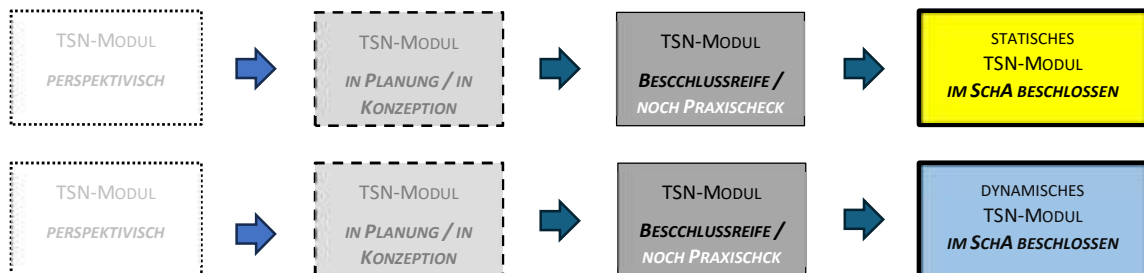 TSN-MODUL
PERSPEKTIVISCH
TSN-MODUL
IN PLANUNG / IN
KONZEPTION
TSN-MODUL
BESCCHLUSSREIFE /
NOCH PRAXISCHECK
STATISCHES
TSN-MODUL
IM SCHA BESCHLOSSEN
TSN-MODUL
PERSPEKTIVISCH
TSN-MODUL
IN PLANUNG / IN
KONZEPTION
TSN-MODUL
BESCCHLUSSREIFE /
NOCH PRAXISCHCK
DYNAMISCHES
TSN-MODUL
IM SCHA BESCHLOSSEN